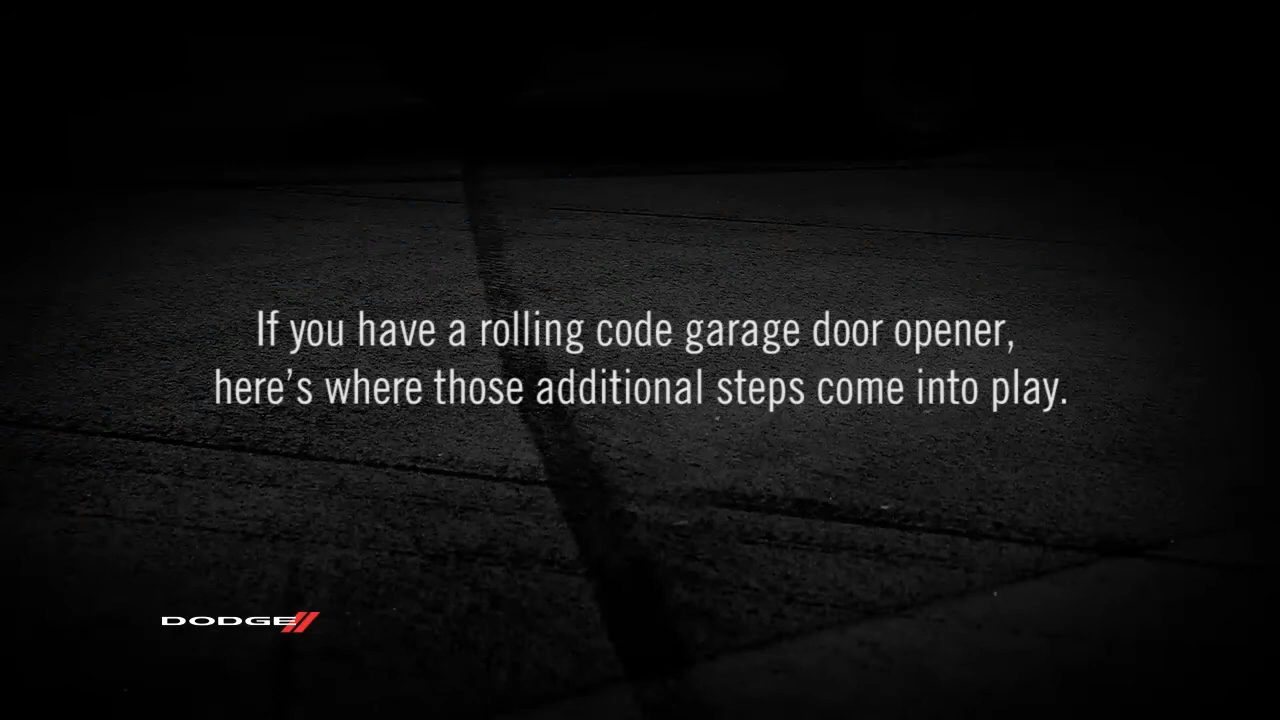 If you have a rolling code garage door opener,
here’s where those additional steps come into play.
DODGE